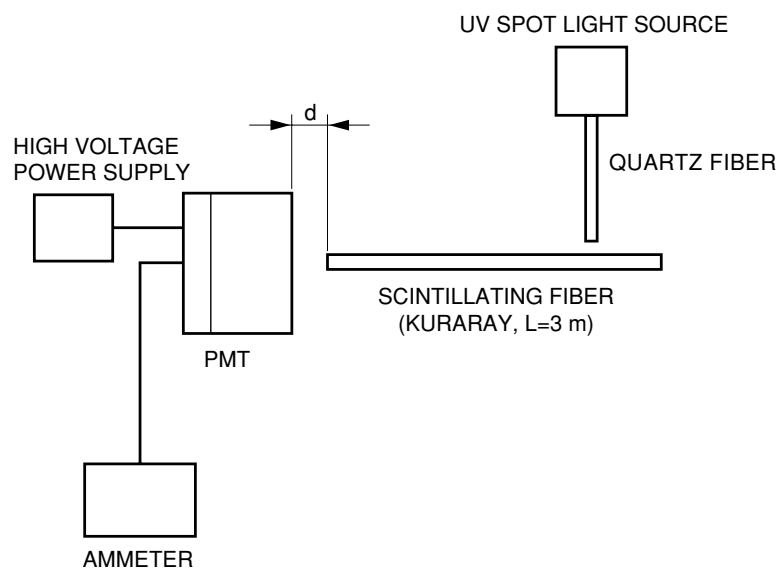 UV SPOT LIGHT SOURCE
d
HIGH VOLTAGE
POWER SUPPLY
QUARTZ FIBER
SCINTILLATING FIBER
(KURARAY, L=3 m)
PMT
AMMETER